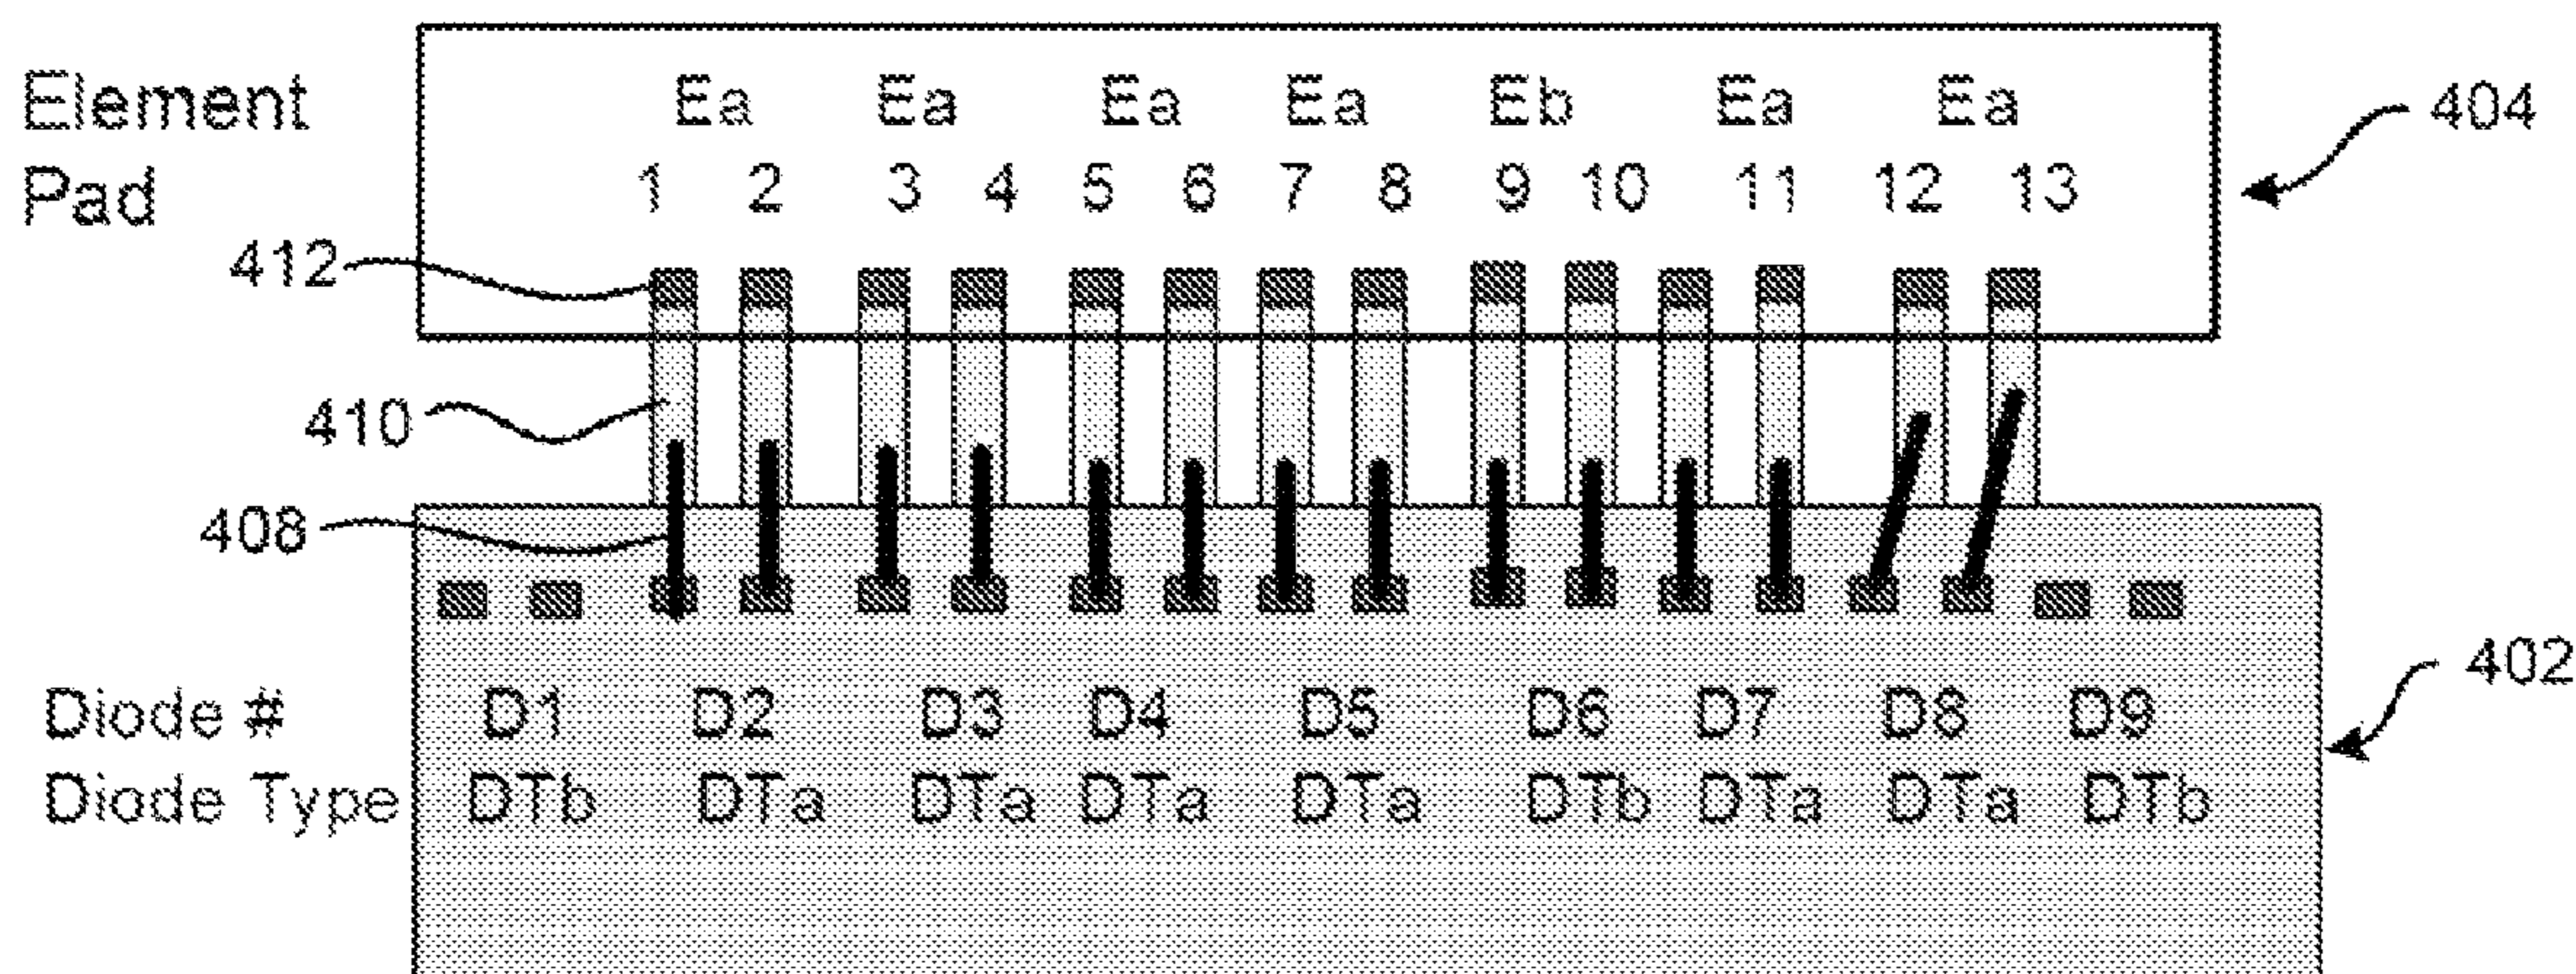 Element Ea Ea Ea Ea Eb Ea Ea 404
Pad 1 2 3 4 5 6 7 8 9 10 11 12 13
412
410
408
402
Diode # D1 D2 D3 D4 D5 D6 D7 D8 D9
Diode Type DTb DTa DTa DTa DTa DTb DTa DTa DTb